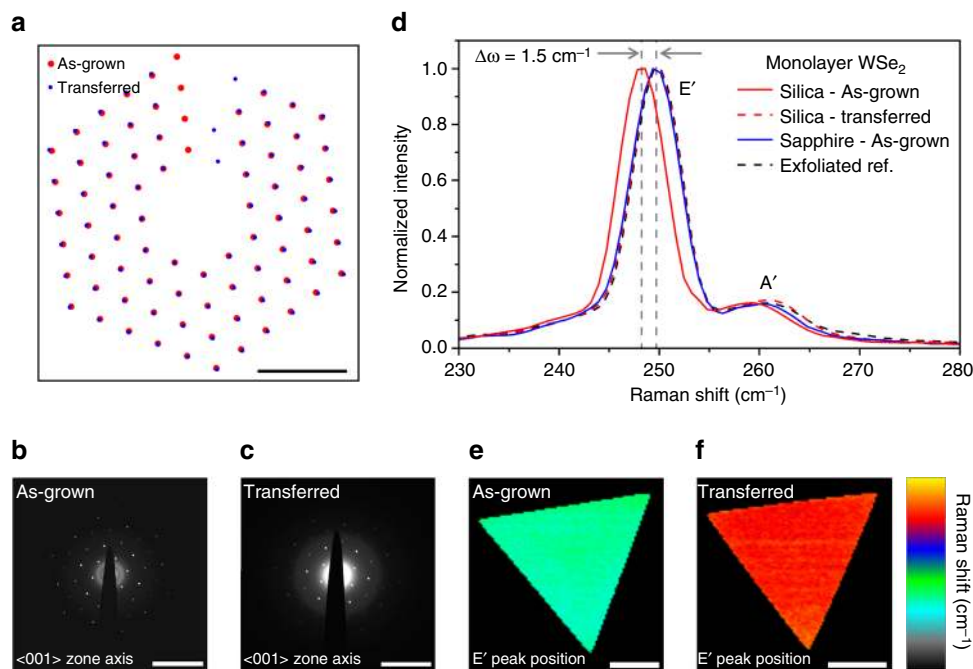 a
As-grown
Transferred
d
Δω = 1.5 cm⁻¹
E′
A′
Monolayer WSe₂
Silica - As-grown
Silica - transferred
Sapphire - As-grown
Exfoliated ref.
Normalized intensity
1.0
0.8
0.6
0.4
0.2
0.0
230 240 250 260 270 280
Raman shift (cm⁻¹)
b
As-grown
<001> zone axis
c
Transferred
<001> zone axis
e
As-grown
E′ peak position
f
Transferred
E′ peak position
Raman shift (cm⁻¹)